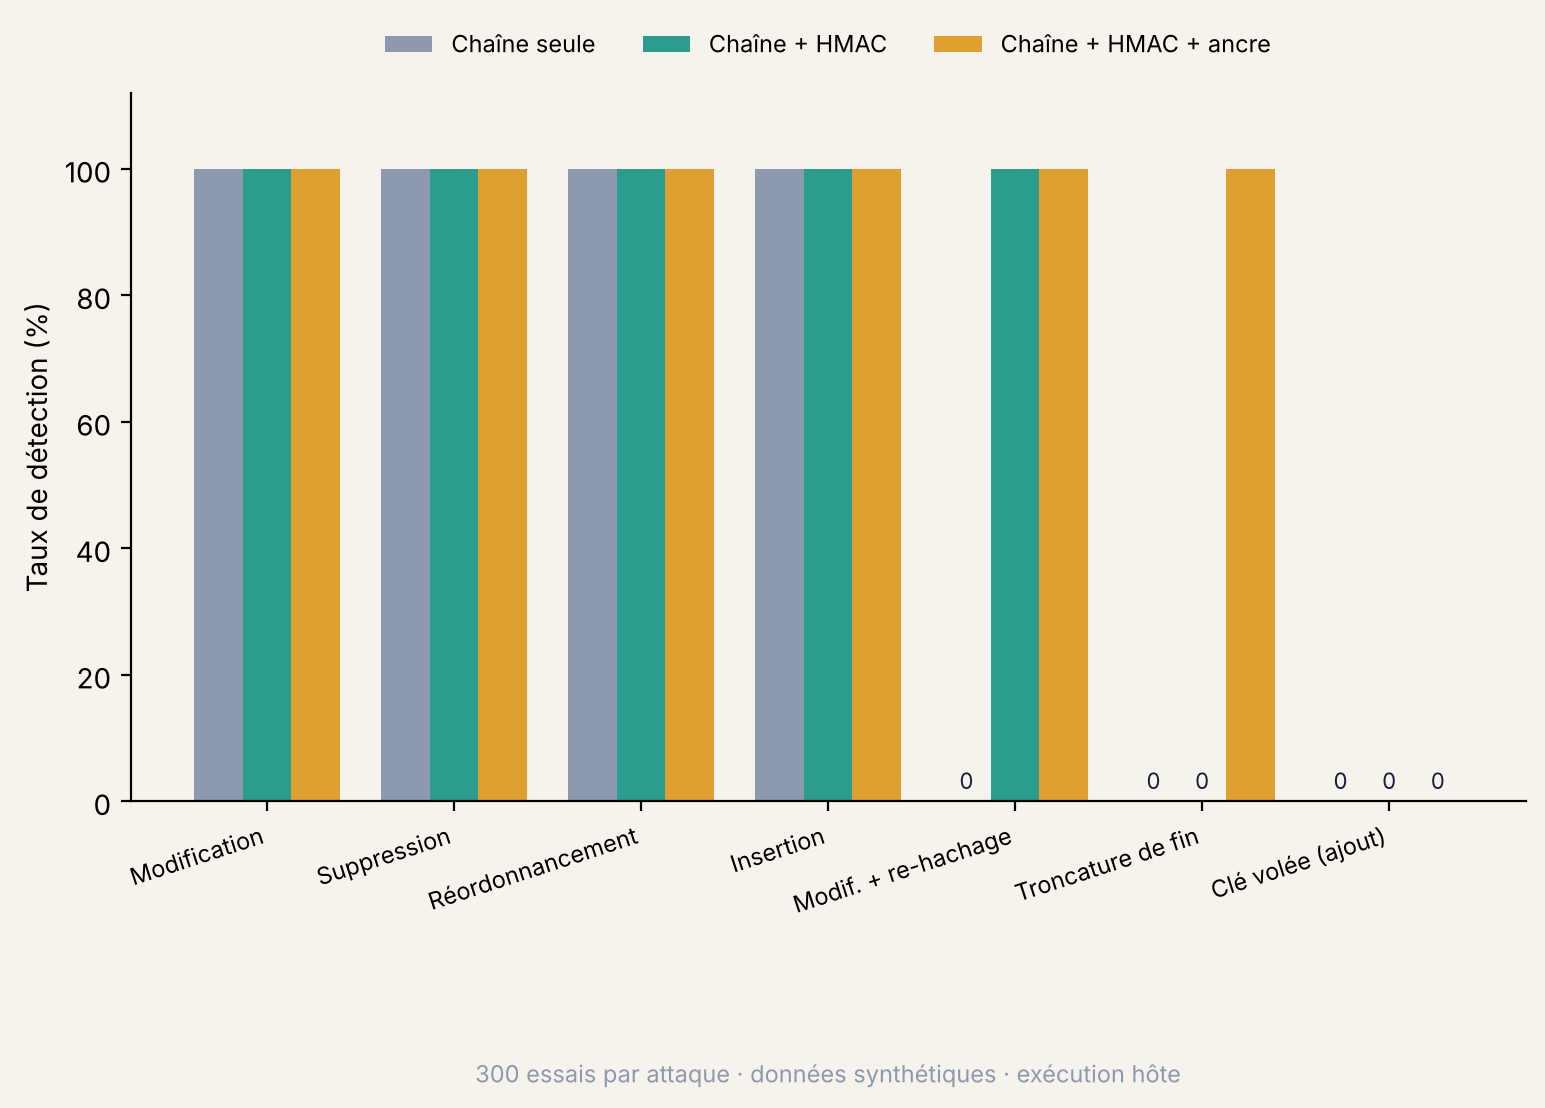 Chaîne seule
Chaîne + HMAC
Chaîne + HMAC + ancre
Taux de détection (%)
100
80
60
40
20
0
0
0
0
0
0
0
Modification
Suppression
Réordonnancement
Insertion
Modif. + re-hachage
Troncature de fin
Clé volée (ajout)
300 essais par attaque · données synthétiques · exécution hôte